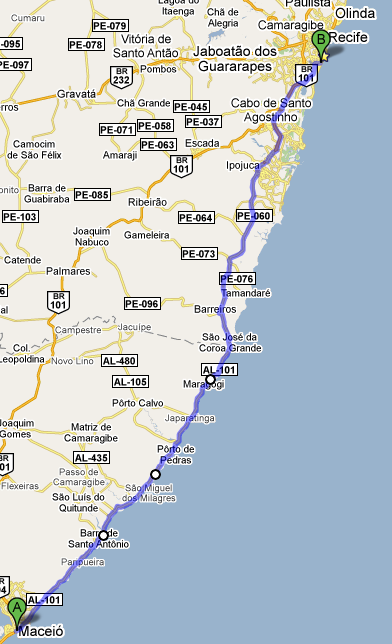 Cumaru
Lagoa do
Itaenga
PE-079
Chã de
Alegria
Camaragibe
Paulista
Olinda
-095
PE-078
Vitória de
Santo Antão
Jaboatão dos
Guararapes
B
Recife
PE-097
BR
232
Pombos
BR
101
Gravatá
Chã Grande
PE-045
Cabo de Santo
Agostinho
PE-071
PE-058
PE-037
PE-063
Escada
Camocim
de São Félix
Amaraji
BR
101
Ipojuca
Barra de
Guabiraba
PE-085
Ribeirão
PE-103
PE-064
PE-060
Joaquim
Nabuco
Gameleira
Catende
PE-073
Palmares
PE-076
Tamandaré
BR
101
PE-096
Barreiros
Campestre
Jacuípe
São José da
Coroa Grande
Col.
Leopoldina
Novo Lino
AL-480
AL-101
AL-105
Maragogi
Pôrto Calvo
Joaquim
Gomes
Matriz de
Camaragibe
Japaratinga
AL-435
Pôrto de
Pedras
Passo de
Camaragibe
Flexeiras
São Miguel
dos Milagres
São Luís do
Quitunde
Barra de
Santo Antônio
Paripueira
AL-101
A
Maceió